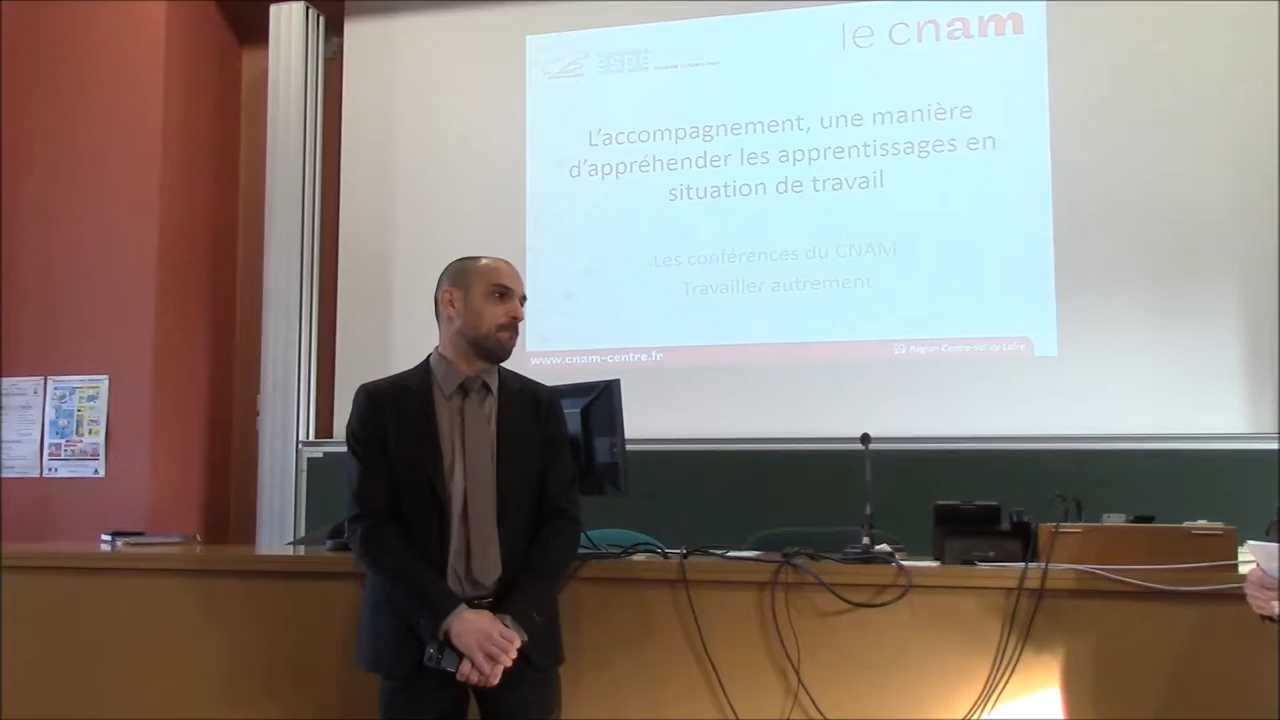 le cnam
espe
L'accompagnement, une manière
d'appréhender les apprentissages en
situation de travail
Les conférences du CNAM
Travailler autrement
www.cnam-centre.fr
Région Centre-Val de Loire